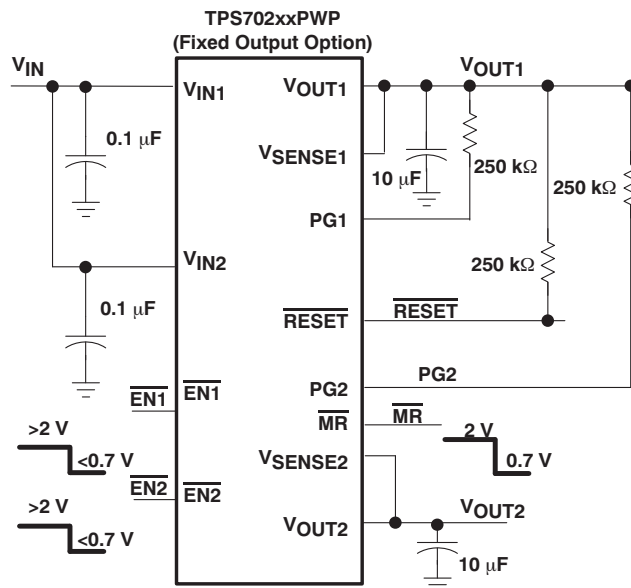 TPS702xxPWP
(Fixed Output Option)
VIN
VIN1
VOUT1
VOUT1
0.1 µF
VSENSE1
10 µF
250 kΩ
250 kΩ
PG1
VIN2
250 kΩ
0.1 µF
RESET
RESET
EN1
EN1
PG2
PG2
MR
MR
>2 V
<0.7 V
2 V
0.7 V
VSENSE2
EN2
EN2
>2 V
<0.7 V
VOUT2
VOUT2
10 µF